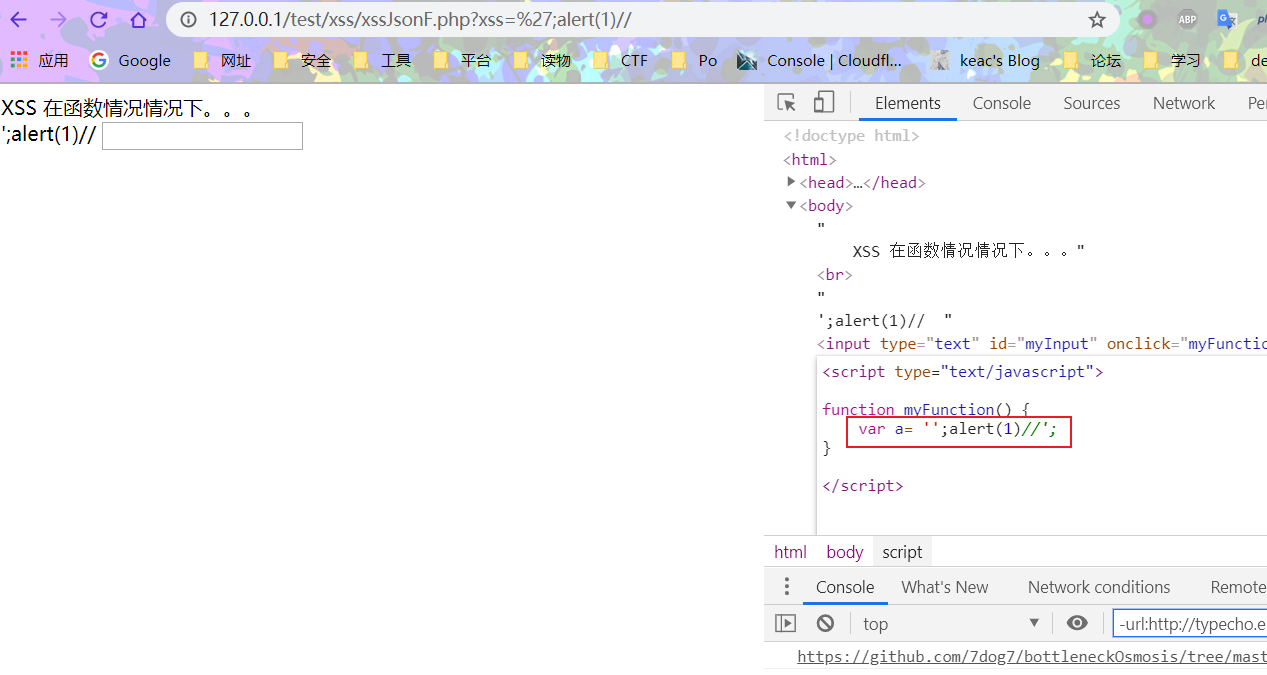 127.0.0.1/test/xss/xssJsonF.php?xss=%27;alert(1)//
ABP
应用 Google 网址 安全 工具 平台 读物 CTF Po Console | Cloudfl... keac's Blog 论坛 学习 de
XSS 在函数情况情况下。。。
';alert(1)//
Elements Console Sources Network Pe
<!doctype html>
<html>
<head>…</head>
<body>
"
XSS 在函数情况情况下。。。"
<br>
"
';alert(1)//  "
<input type="text" id="myInput" onclick="myFunctio
<script type="text/javascript">
function myFunction() {
var a= '';alert(1)//';
}
</script>
html body script
Console What's New Network conditions Remote
top -url:http://typecho.e
https://github.com/7dog7/bottleneckOsmosis/tree/mast